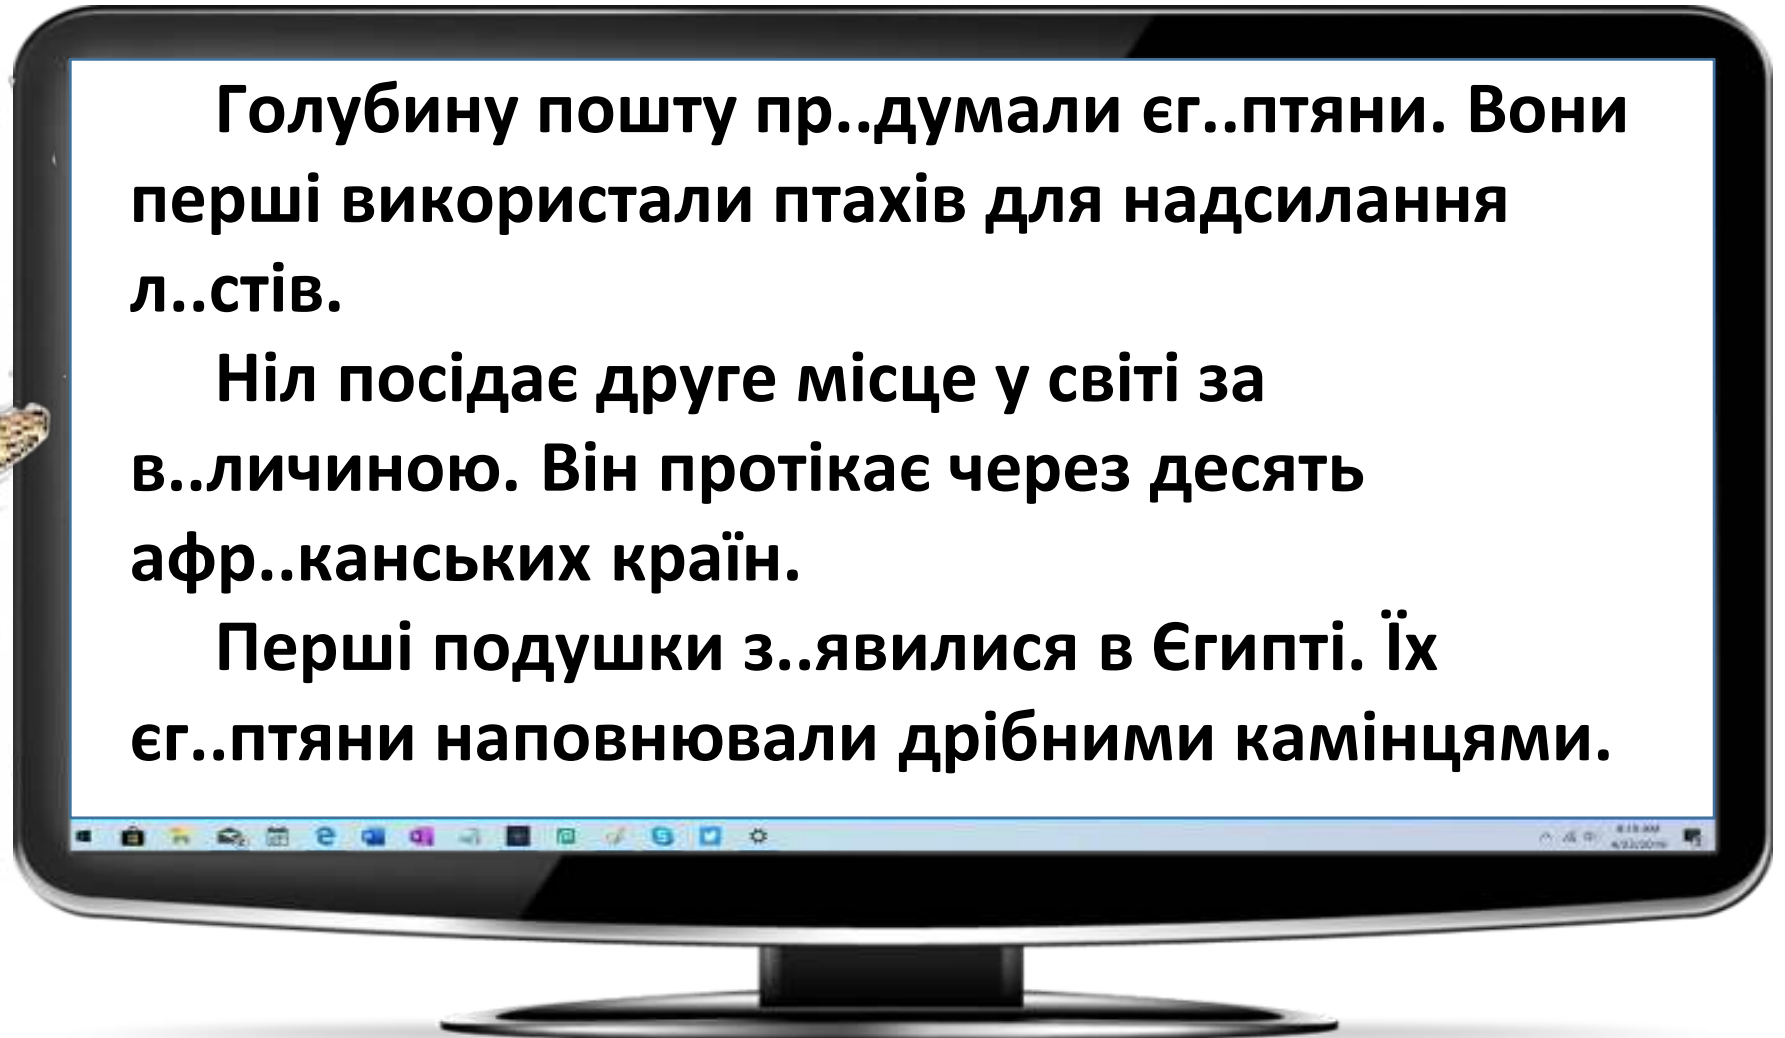 Голубину пошту пр..думали єг..птяни. Вони
перші використали птахів для надсилання
л..стів.
Ніл посідає друге місце у світі за
в..личиною. Він протікає через десять
афр..канських країн.
Перші подушки з..явилися в Єгипті. Їх
єг..птяни наповнювали дрібними камінцями.